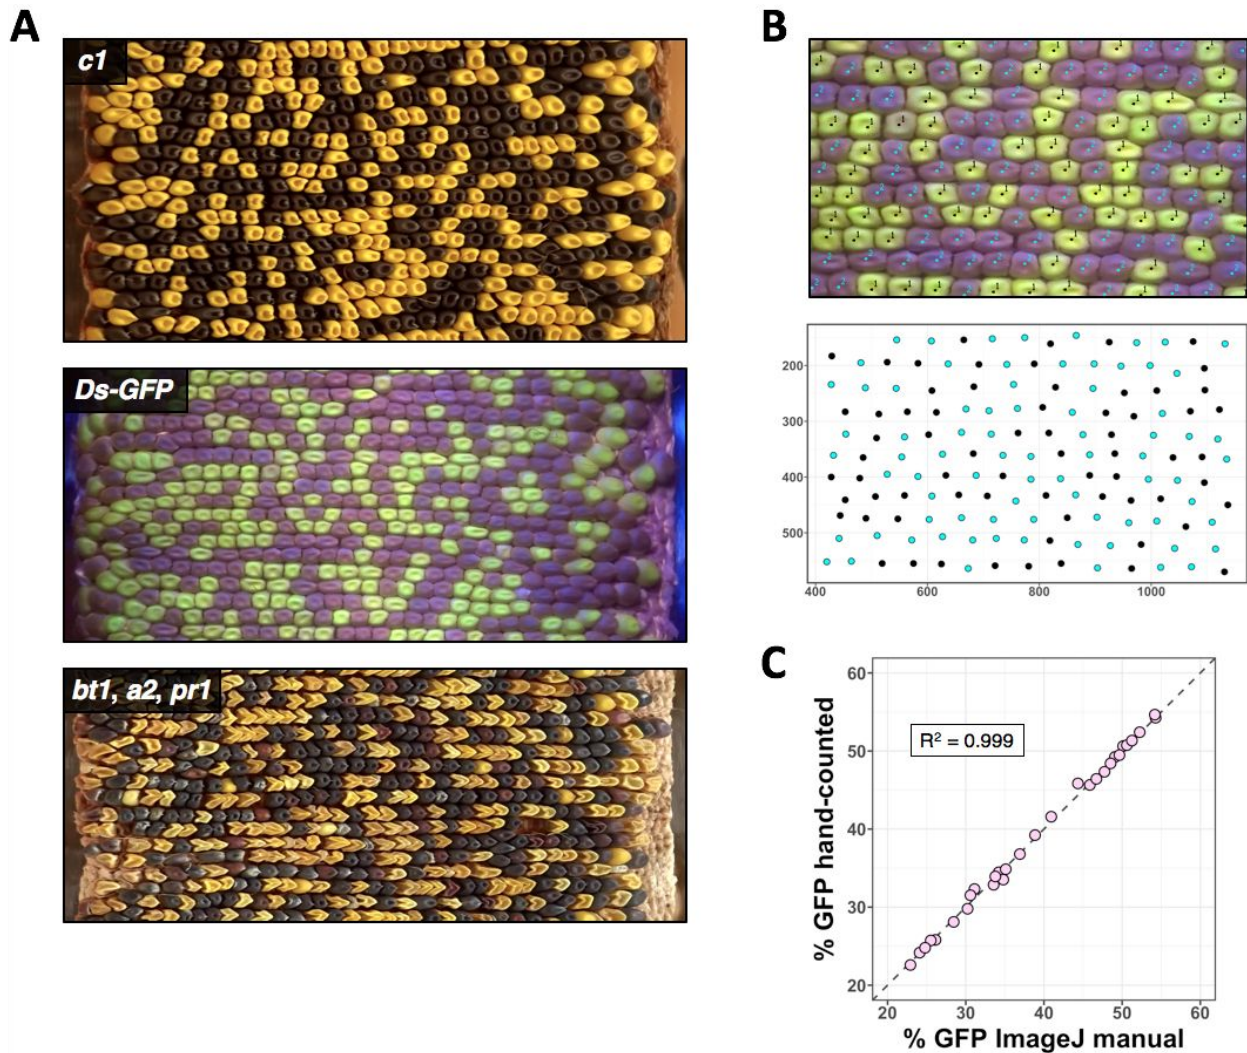 A
c1
Ds-GFP
bt1, a2, pr1
B
200
300
400
500
400 600 800 1000
C
60
50
40
30
20
R² = 0.999
% GFP hand-counted
20 30 40 50 60
% GFP ImageJ manual